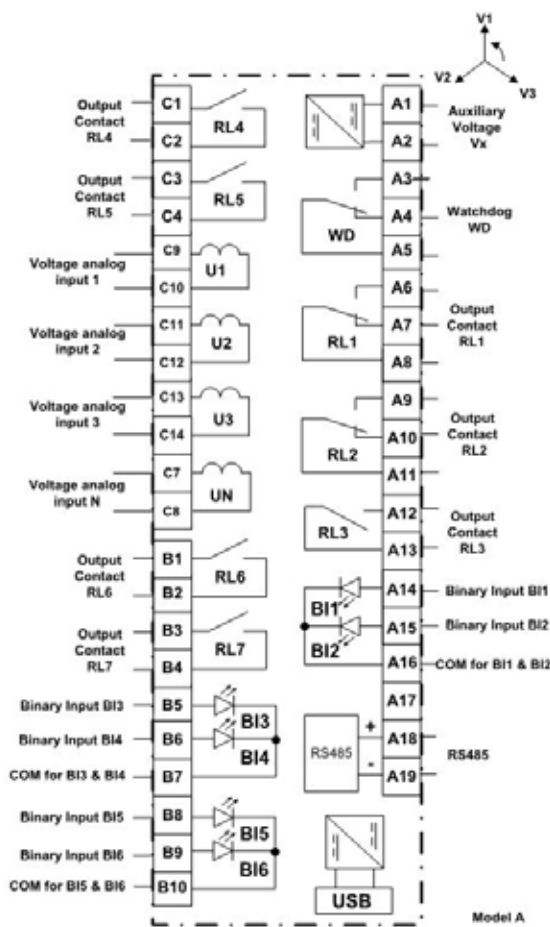 V1
V2
V3
Output
Contact
RL4
C1
C2
RL4
Output
Contact
RL5
C3
C4
RL5
Voltage analog
input 1
C9
C10
U1
Voltage analog
input 2
C11
C12
U2
Voltage analog
input 3
C13
C14
U3
Voltage analog
input N
C7
C8
UN
Output
Contact
RL6
B1
B2
RL6
Output
Contact
RL7
B3
B4
RL7
Binary Input BI3
B5
BI3
Binary Input BI4
B6
BI4
COM for BI3 & BI4
B7
Binary Input BI5
B8
BI5
Binary Input BI6
B9
BI6
COM for BI5 & BI6
B10
A1
A2
Auxiliary
Voltage
Vx
A3
A4
A5
WD
Watchdog
WD
A6
A7
A8
RL1
Output
Contact
RL1
A9
A10
A11
RL2
Output
Contact
RL2
A12
A13
RL3
Output
Contact
RL3
BI1
A14
Binary Input BI1
BI2
A15
Binary Input BI2
A16
COM for BI1 & BI2
A17
RS485
+
A18
-
A19
RS485
USB
Model A